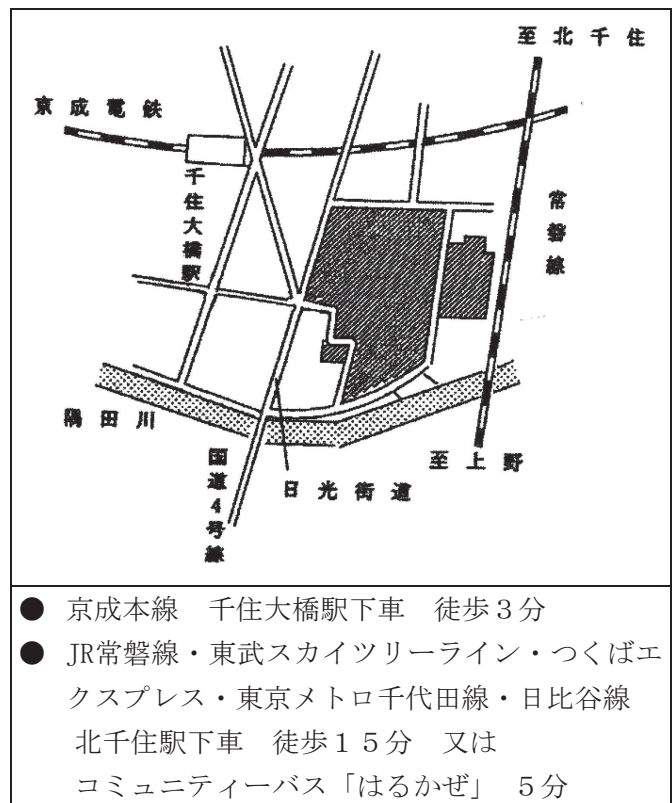 至北千住
京成電鉄
千住大橋駅
常磐線
隅田川
至上野
国道4号線
日光街道
● 京成本線　千住大橋駅下車　徒歩３分
● JR常磐線・東武スカイツリーライン・つくばエ
クスプレス・東京メトロ千代田線・日比谷線
北千住駅下車　徒歩１５分　又は
コミュニティーバス「はるかぜ」　５分